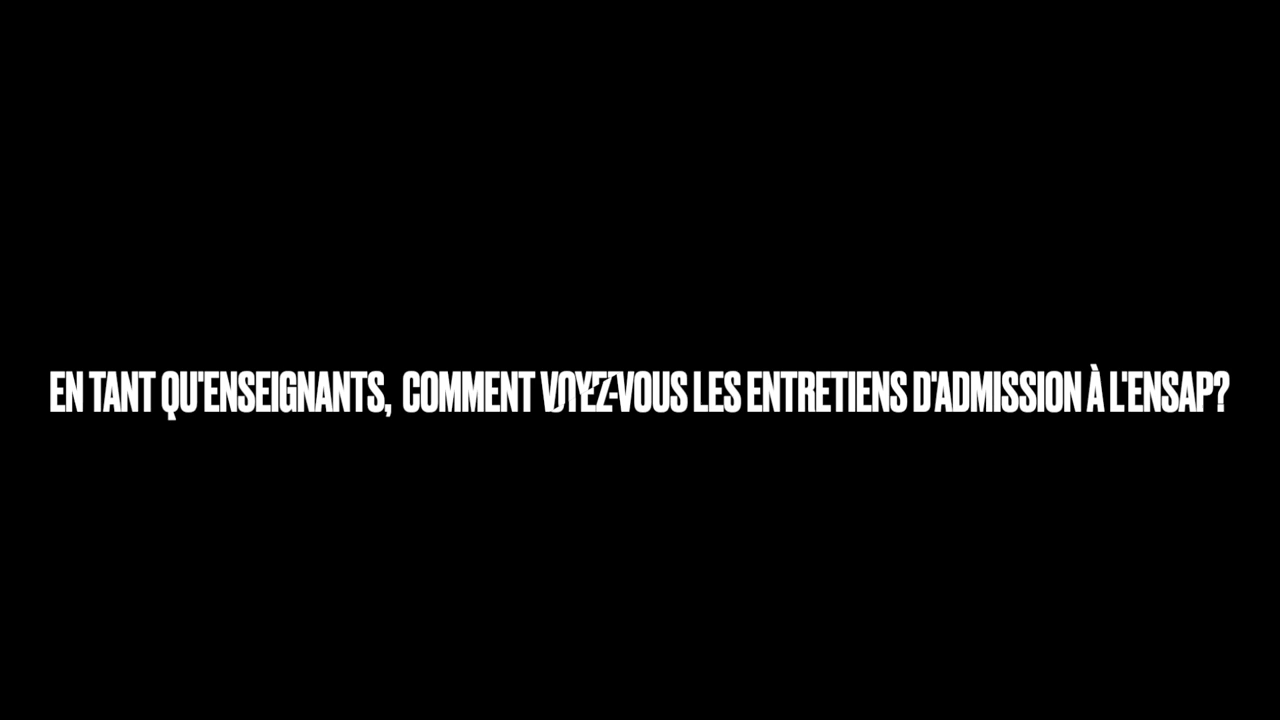 EN TANT QU'ENSEIGNANTS, COMMENT VOYEZ-VOUS LES ENTRETIENS D'ADMISSION À L'ENSAP?